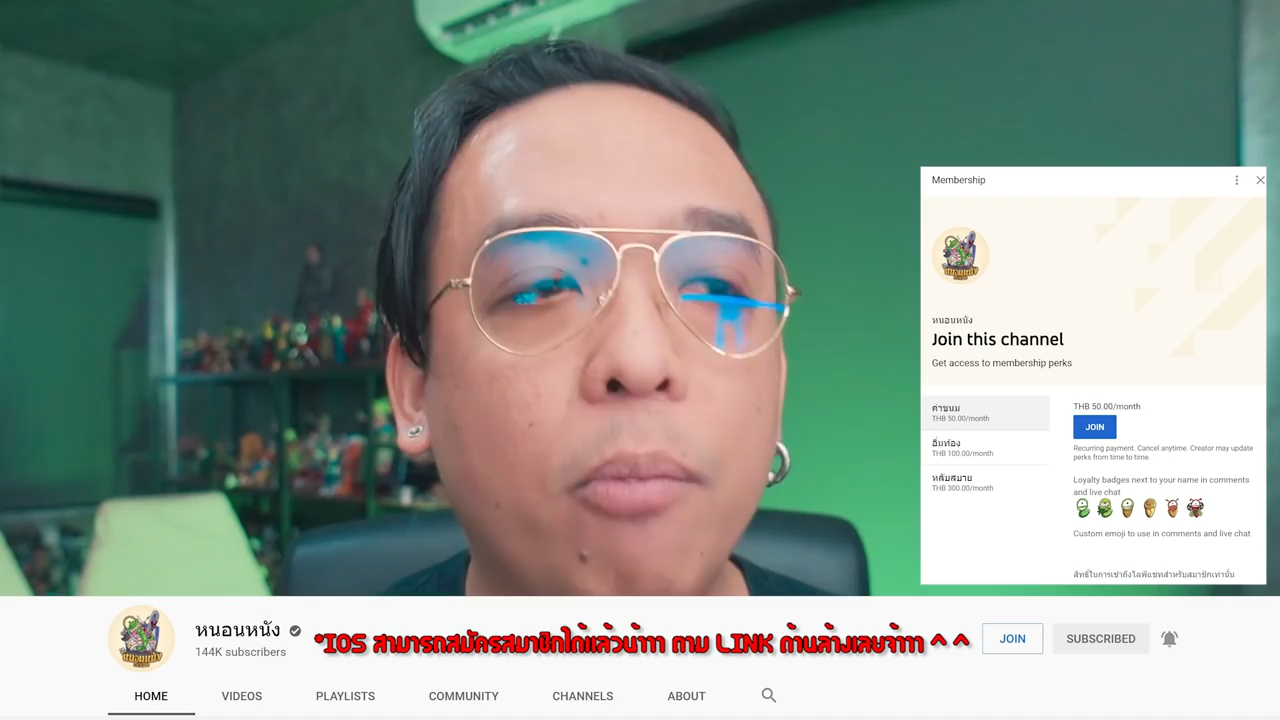 Membership
หนอนหนัง
Join this channel
Get access to membership perks
ค่าขนม
THB 50.00/month
อิ่มท้อง
THB 100.00/month
หลับสบาย
THB 300.00/month
THB 50.00/month
JOIN
Recurring payment. Cancel anytime. Creator may update
perks from time to time.
Loyalty badges next to your name in comments
and live chat
Custom emoji to use in comments and live chat
สิทธิ์ในการเข้าถึงไลฟ์แชทสำหรับสมาชิกเท่านั้น
หนอนหนัง
144K subscribers
*IOS สามารถสมัครสมาชิกได้แล้วน้าาา ตาม LINK ด้านล่างเลยจ้าาา ^ ^
JOIN
SUBSCRIBED
HOME VIDEOS PLAYLISTS COMMUNITY CHANNELS ABOUT